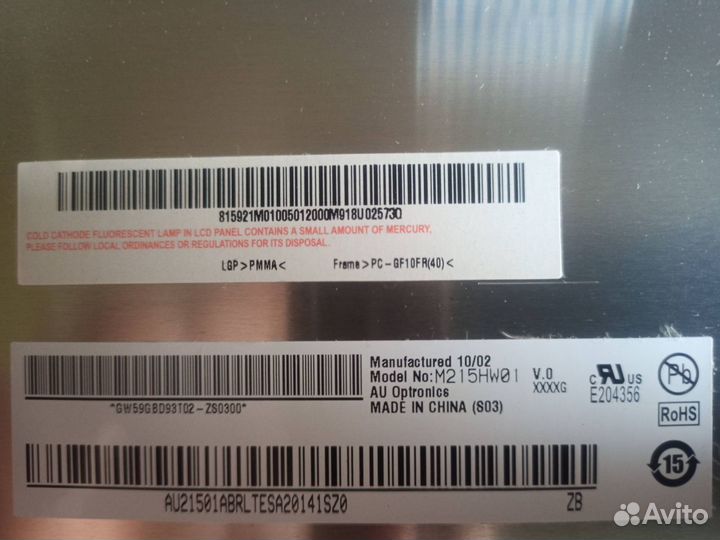 815921M01005012000M918U025730
COLD CATHODE FLUORESCENT LAMP IN LCD PANEL CONTAINS A SMALL AMOUNT OF MERCURY,
PLEASE FOLLOW LOCAL ORDINANCES OR REGULATIONS FOR ITS DISPOSAL.
LGP>PMMA< Frame>PC-GF10FR(40)<
Manufactured 10/02
Model No:M215HW01 V.0
XXXXG
AU Optronics
MADE IN CHINA (S03)
*GW59G8D93T02-ZS0300*
c RU US
E204356
Pb
RoHS
15
AU21501ABRLTESA20141SZ0 ZB
Avito